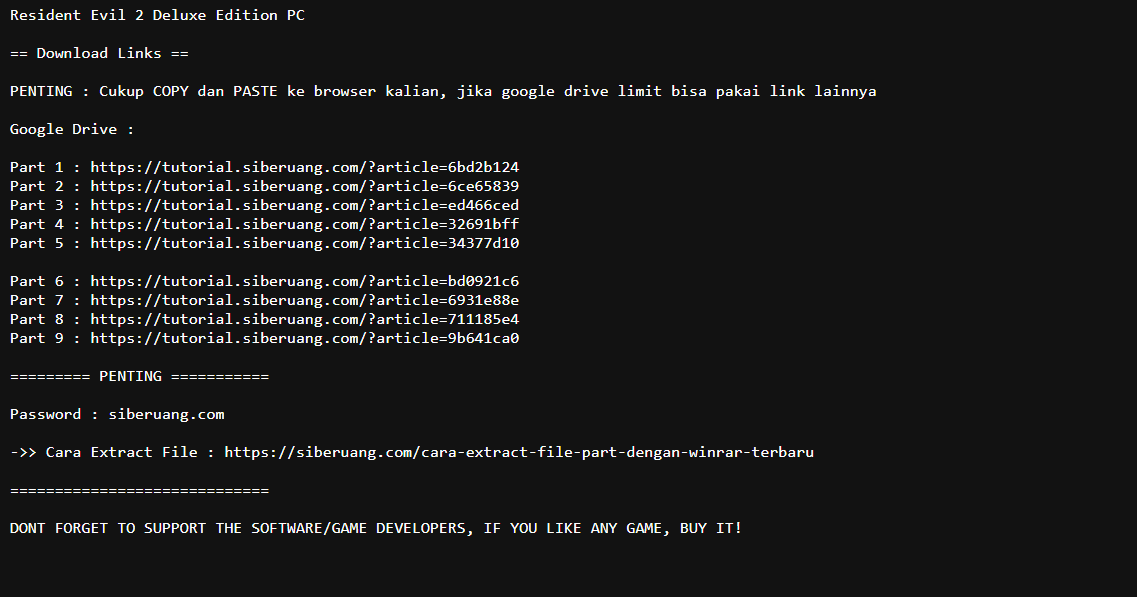 Resident Evil 2 Deluxe Edition PC
== Download Links ==
PENTING : Cukup COPY dan PASTE ke browser kalian, jika google drive limit bisa pakai link lainnya
Google Drive :
Part 1 : https://tutorial.siberuang.com/?article=6bd2b124
Part 2 : https://tutorial.siberuang.com/?article=6ce65839
Part 3 : https://tutorial.siberuang.com/?article=ed466ced
Part 4 : https://tutorial.siberuang.com/?article=32691bff
Part 5 : https://tutorial.siberuang.com/?article=34377d10
Part 6 : https://tutorial.siberuang.com/?article=bd0921c6
Part 7 : https://tutorial.siberuang.com/?article=6931e88e
Part 8 : https://tutorial.siberuang.com/?article=711185e4
Part 9 : https://tutorial.siberuang.com/?article=9b641ca0
========= PENTING ===========
Password : siberuang.com
->> Cara Extract File : https://siberuang.com/cara-extract-file-part-dengan-winrar-terbaru
=============================
DONT FORGET TO SUPPORT THE SOFTWARE/GAME DEVELOPERS, IF YOU LIKE ANY GAME, BUY IT!